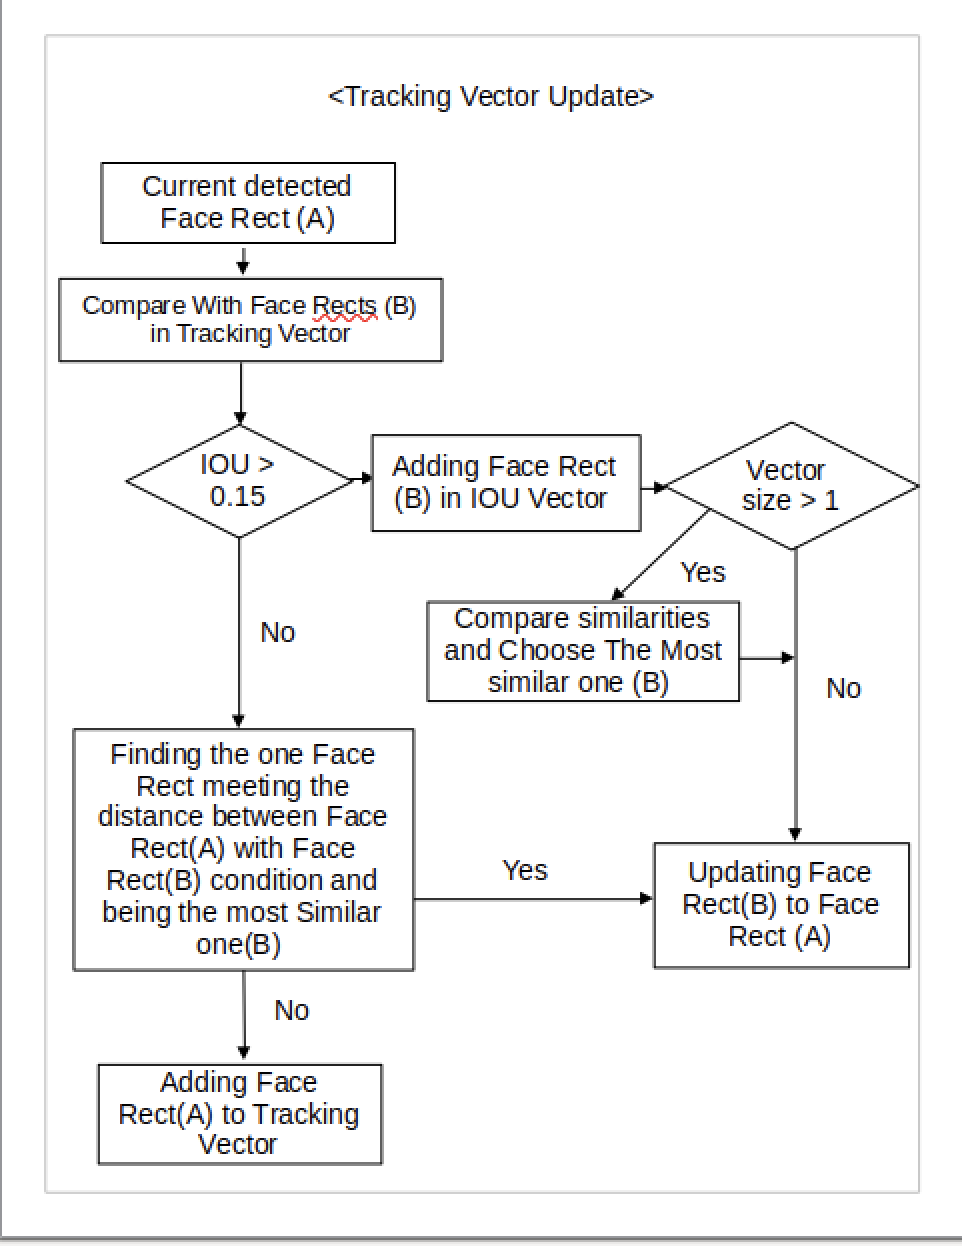 <Tracking Vector Update>
Current detected
Face Rect (A)
Compare With Face Rects (B)
in Tracking Vector
IOU >
0.15
Adding Face Rect
(B) in IOU Vector
Vector
size > 1
Yes
Compare similarities
and Choose The Most
similar one (B)
No
No
Finding the one Face
Rect meeting the
distance between Face
Rect(A) with Face
Rect(B) condition and
being the most Similar
one(B)
Yes
Updating Face
Rect(B) to Face
Rect (A)
No
Adding Face
Rect(A) to Tracking
Vector